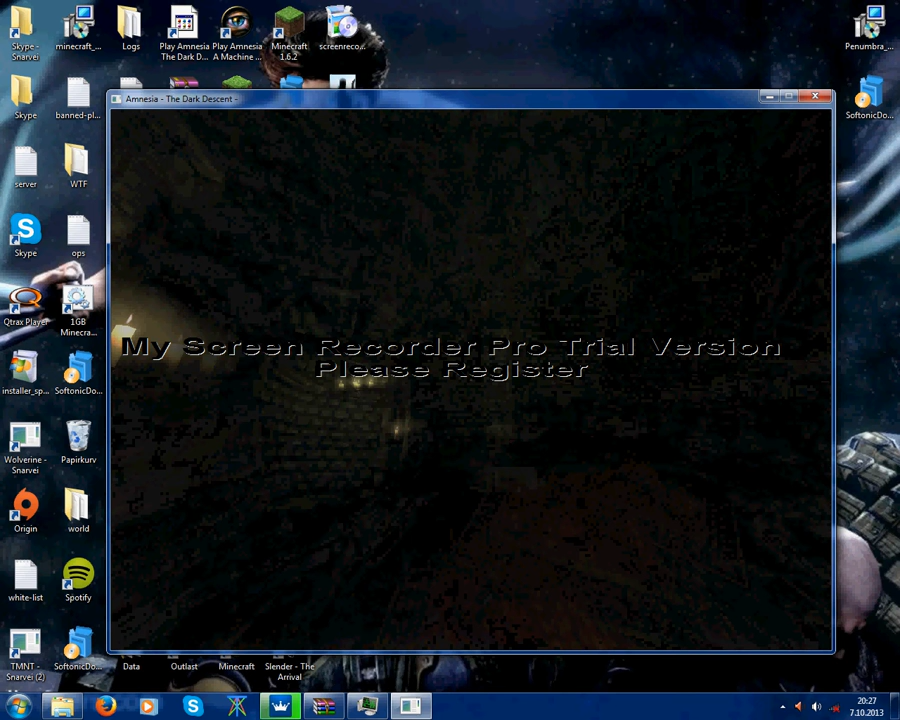 Skype - Snarvei
minecraft_...
Logs
Play Amnesia The Dark D...
Play Amnesia A Machine ...
Minecraft 1.6.2
screenreco...
Penumbra_...
Skype
banned-pl...
SoftonicDo...
Amnesia - The Dark Descent -
server
WTF
Skype
ops
Qtrax Player
1GB Minecra...
My Screen Recorder Pro Trial Version
Please Register
installer_sp...
SoftonicDo...
Wolverine - Snarvei
Papirkurv
Origin
world
white-list
Spotify
TMNT - Snarvei (2)
SoftonicDo...
Data
Outlast
Minecraft
Slender - The Arrival
20:27
7.10.2013